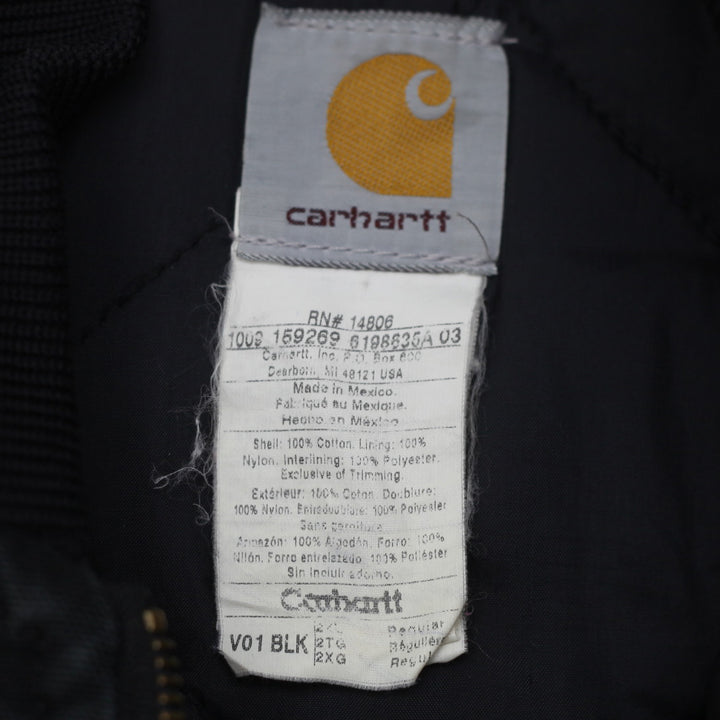 carhartt
RN# 14806
1009 159269 6198635A 03
Carhartt, Inc. P.O. Box 600
Dearborn, MI 48121 USA
Made in Mexico.
Fabriqué au Mexique.
Hecho en México
Shell: 100% Cotton. Lining: 100%
Nylon. Interlining: 100% Polyester.
Exclusive of Trimming.
Extérieur: 100% Coton. Doublure:
100% Nylon. Entredoublure: 100% Polyester
Sans garniture
Armazón: 100% Algodón. Forro: 100%
Nilón. Forro entrelazado: 100% Poliéster
Sin incluir adorno.
Carhartt
V01 BLK
2XL Regular
2TG Régulier
2XG Regular